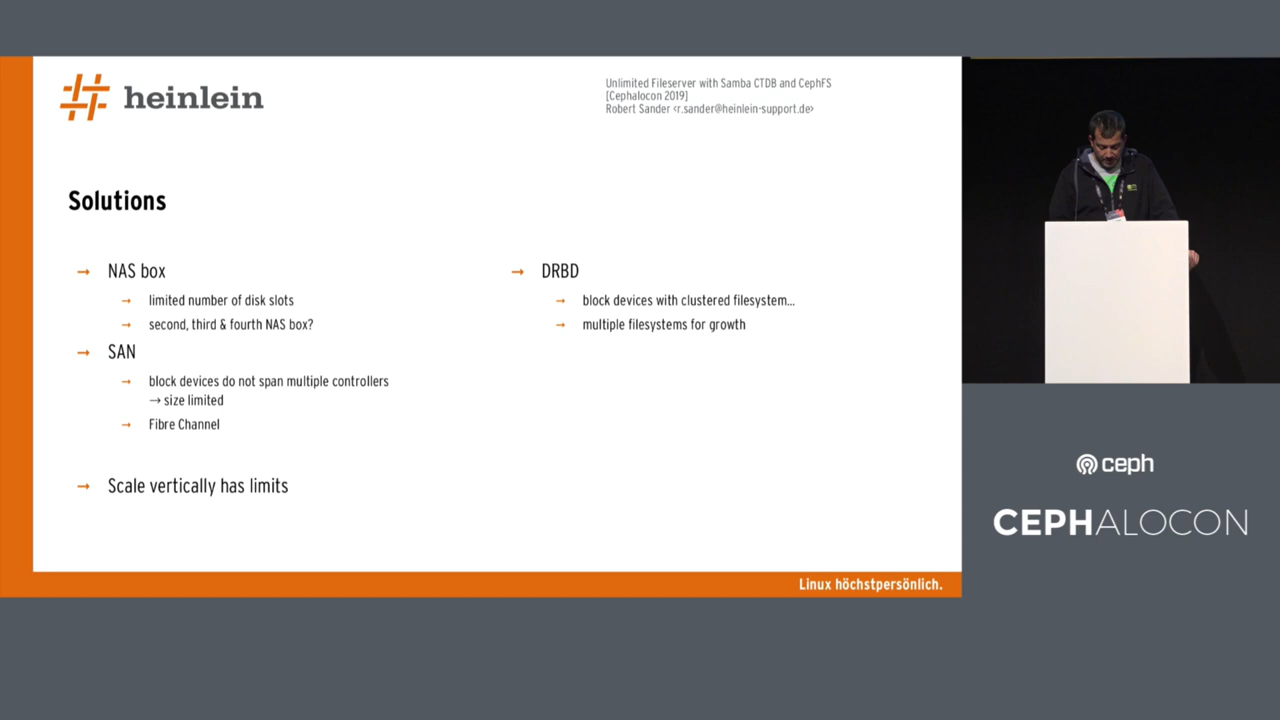 heinlein
Unlimited Fileserver with Samba CTDB and CephFS
[Cephalocon 2019]
Robert Sander <r.sander@heinlein-support.de>
Solutions
→ NAS box
→ limited number of disk slots
→ second, third & fourth NAS box?
→ SAN
→ block devices do not span multiple controllers
→ size limited
→ Fibre Channel
→ Scale vertically has limits
→ DRBD
→ block devices with clustered filesystem...
→ multiple filesystems for growth
Linux höchstpersönlich.
ceph
CEPHALOCON